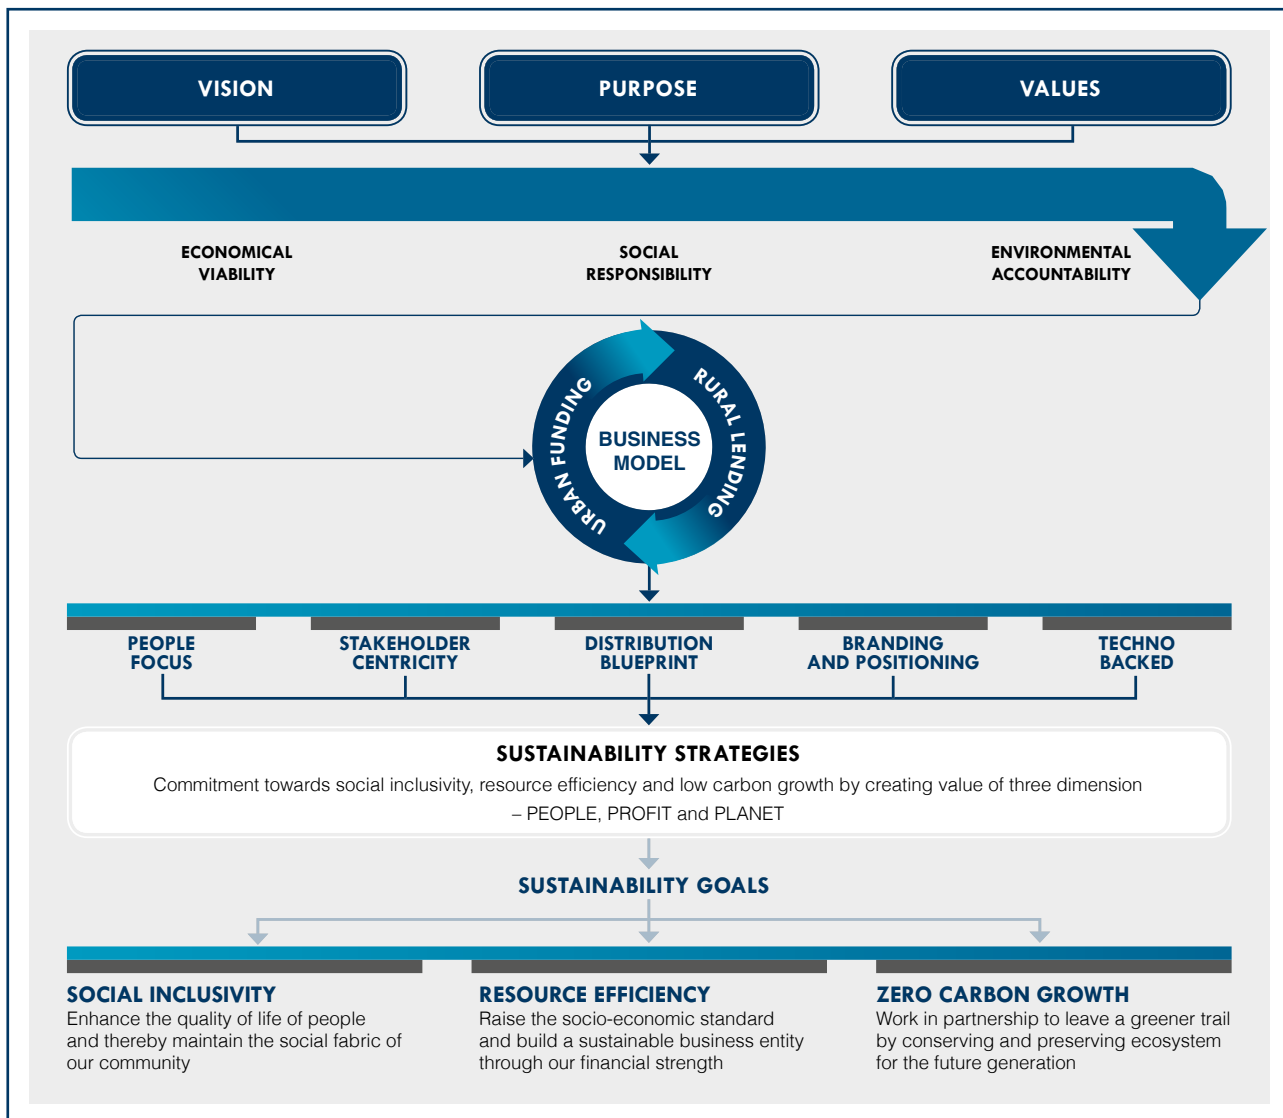 VISION
PURPOSE
VALUES
ECONOMICAL
VIABILITY
SOCIAL
RESPONSIBILITY
ENVIRONMENTAL
ACCOUNTABILITY
URBAN FUNDING
RURAL LENDING
BUSINESS
MODEL
PEOPLE
FOCUS
STAKEHOLDER
CENTRICITY
DISTRIBUTION
BLUEPRINT
BRANDING
AND POSITIONING
TECHNO
BACKED
SUSTAINABILITY STRATEGIES
Commitment towards social inclusivity, resource efficiency and low carbon growth by creating value of three dimension
– PEOPLE, PROFIT and PLANET
SUSTAINABILITY GOALS
SOCIAL INCLUSIVITY
Enhance the quality of life of people
and thereby maintain the social fabric of
our community
RESOURCE EFFICIENCY
Raise the socio-economic standard
and build a sustainable business entity
through our financial strength
ZERO CARBON GROWTH
Work in partnership to leave a greener trail
by conserving and preserving ecosystem
for the future generation